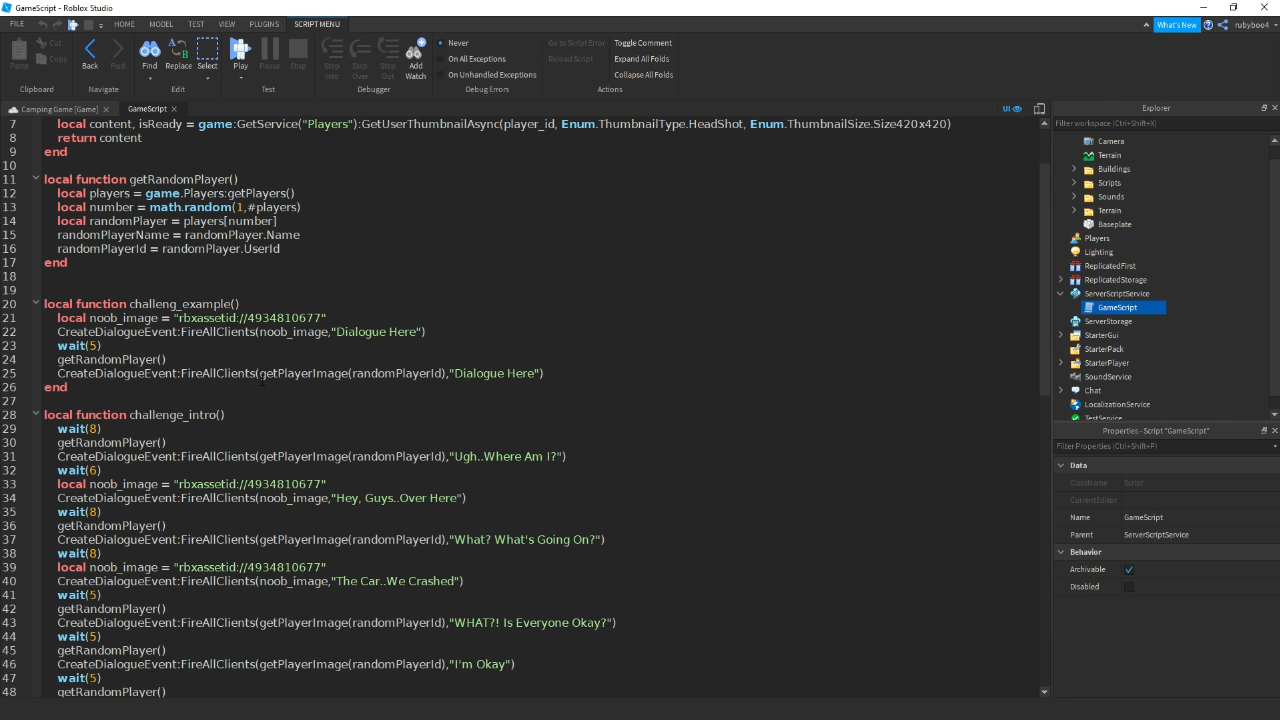 GameScript - Roblox Studio
FILE HOME MODEL TEST VIEW PLUGINS SCRIPT MENU What's New rubyboo4
Paste Cut Copy Back Fwd Find Replace Select Play Pause Stop Step Into Step Over Step Out Add Watch
Never
On All Exceptions
On Unhandled Exceptions
Go to Script Error
Reload Script
Toggle Comment
Expand All Folds
Collapse All Folds
Clipboard Navigate Edit Test Debugger Debug Errors Actions
Camping Game [Game] GameScript UI
7 local content, isReady = game:GetService("Players"):GetUserThumbnailAsync(player_id, Enum.ThumbnailType.HeadShot, Enum.ThumbnailSize.Size420x420)
8 return content
9 end
10
11 local function getRandomPlayer()
12 local players = game.Players:getPlayers()
13 local number = math.random(1,#players)
14 local randomPlayer = players[number]
15 randomPlayerName = randomPlayer.Name
16 randomPlayerId = randomPlayer.UserId
17 end
18
19
20 local function challeng_example()
21 local noob_image = "rbxassetid://4934810677"
22 CreateDialogueEvent:FireAllClients(noob_image,"Dialogue Here")
23 wait(5)
24 getRandomPlayer()
25 CreateDialogueEvent:FireAllClients(getPlayerImage(randomPlayerId),"Dialogue Here")
26 end
27
28 local function challenge_intro()
29 wait(8)
30 getRandomPlayer()
31 CreateDialogueEvent:FireAllClients(getPlayerImage(randomPlayerId),"Ugh..Where Am I?")
32 wait(6)
33 local noob_image = "rbxassetid://4934810677"
34 CreateDialogueEvent:FireAllClients(noob_image,"Hey, Guys..Over Here")
35 wait(8)
36 getRandomPlayer()
37 CreateDialogueEvent:FireAllClients(getPlayerImage(randomPlayerId),"What? What's Going On?")
38 wait(8)
39 local noob_image = "rbxassetid://4934810677"
40 CreateDialogueEvent:FireAllClients(noob_image,"The Car..We Crashed")
41 wait(5)
42 getRandomPlayer()
43 CreateDialogueEvent:FireAllClients(getPlayerImage(randomPlayerId),"WHAT?! Is Everyone Okay?")
44 wait(5)
45 getRandomPlayer()
46 CreateDialogueEvent:FireAllClients(getPlayerImage(randomPlayerId),"I'm Okay")
47 wait(5)
48 getRandomPlayer()
Explorer
Filter workspace (Ctrl+Shift+X)
Camera
Terrain
Buildings
Scripts
Sounds
Terrain
Baseplate
Players
Lighting
ReplicatedFirst
ReplicatedStorage
ServerScriptService
GameScript
ServerStorage
StarterGui
StarterPack
StarterPlayer
SoundService
Chat
LocalizationService
TestService
Properties - Script "GameScript"
Filter Properties (Ctrl+Shift+P)
Data
ClassName Script
CurrentEditor
Name GameScript
Parent ServerScriptService
Behavior
Archivable
Disabled